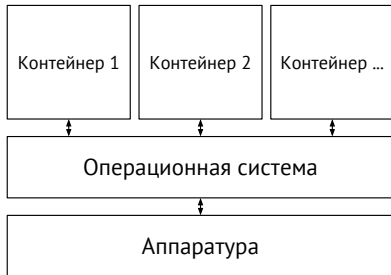 Контейнер 1
Контейнер 2
Контейнер ...
Операционная система
Аппаратура